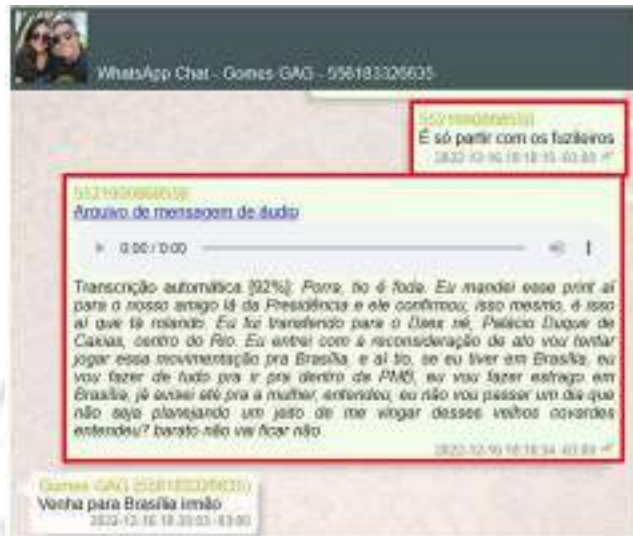 WhatsApp Chat - Gomes GAG - 556183326635
É só partir com os fuzileiros
2022-12-16 18:18:15 -03:00
Arquivo de mensagem de áudio
0:00 / 0:00
Transcrição automática [92%]: Porra, tio é foda. Eu mandei esse print aí
para o nosso amigo lá da Presidência e ele confirmou, isso mesmo, é isso
aí que tá rolando. Eu fui transferido para o Daex né, Palácio Duque de
Caxias, centro do Rio. Eu entrei com a reconsideração de ato vou tentar
jogar essa movimentação pra Brasília, e aí tio, se eu tiver em Brasília, eu
vou fazer de tudo pra ir pra dentro da PMB, eu vou fazer estrago em
Brasília, já avisei até pra a mulher, entendeu, eu não vou passar um dia que
não seja planejando um jeito de me vingar desses velhos covardes
entendeu? barato não vai ficar não.
2022-12-16 18:18:54 -03:00
Gomes GAG (556183326635)
Venha para Brasília irmão
2022-12-16 18:20:03 -03:00